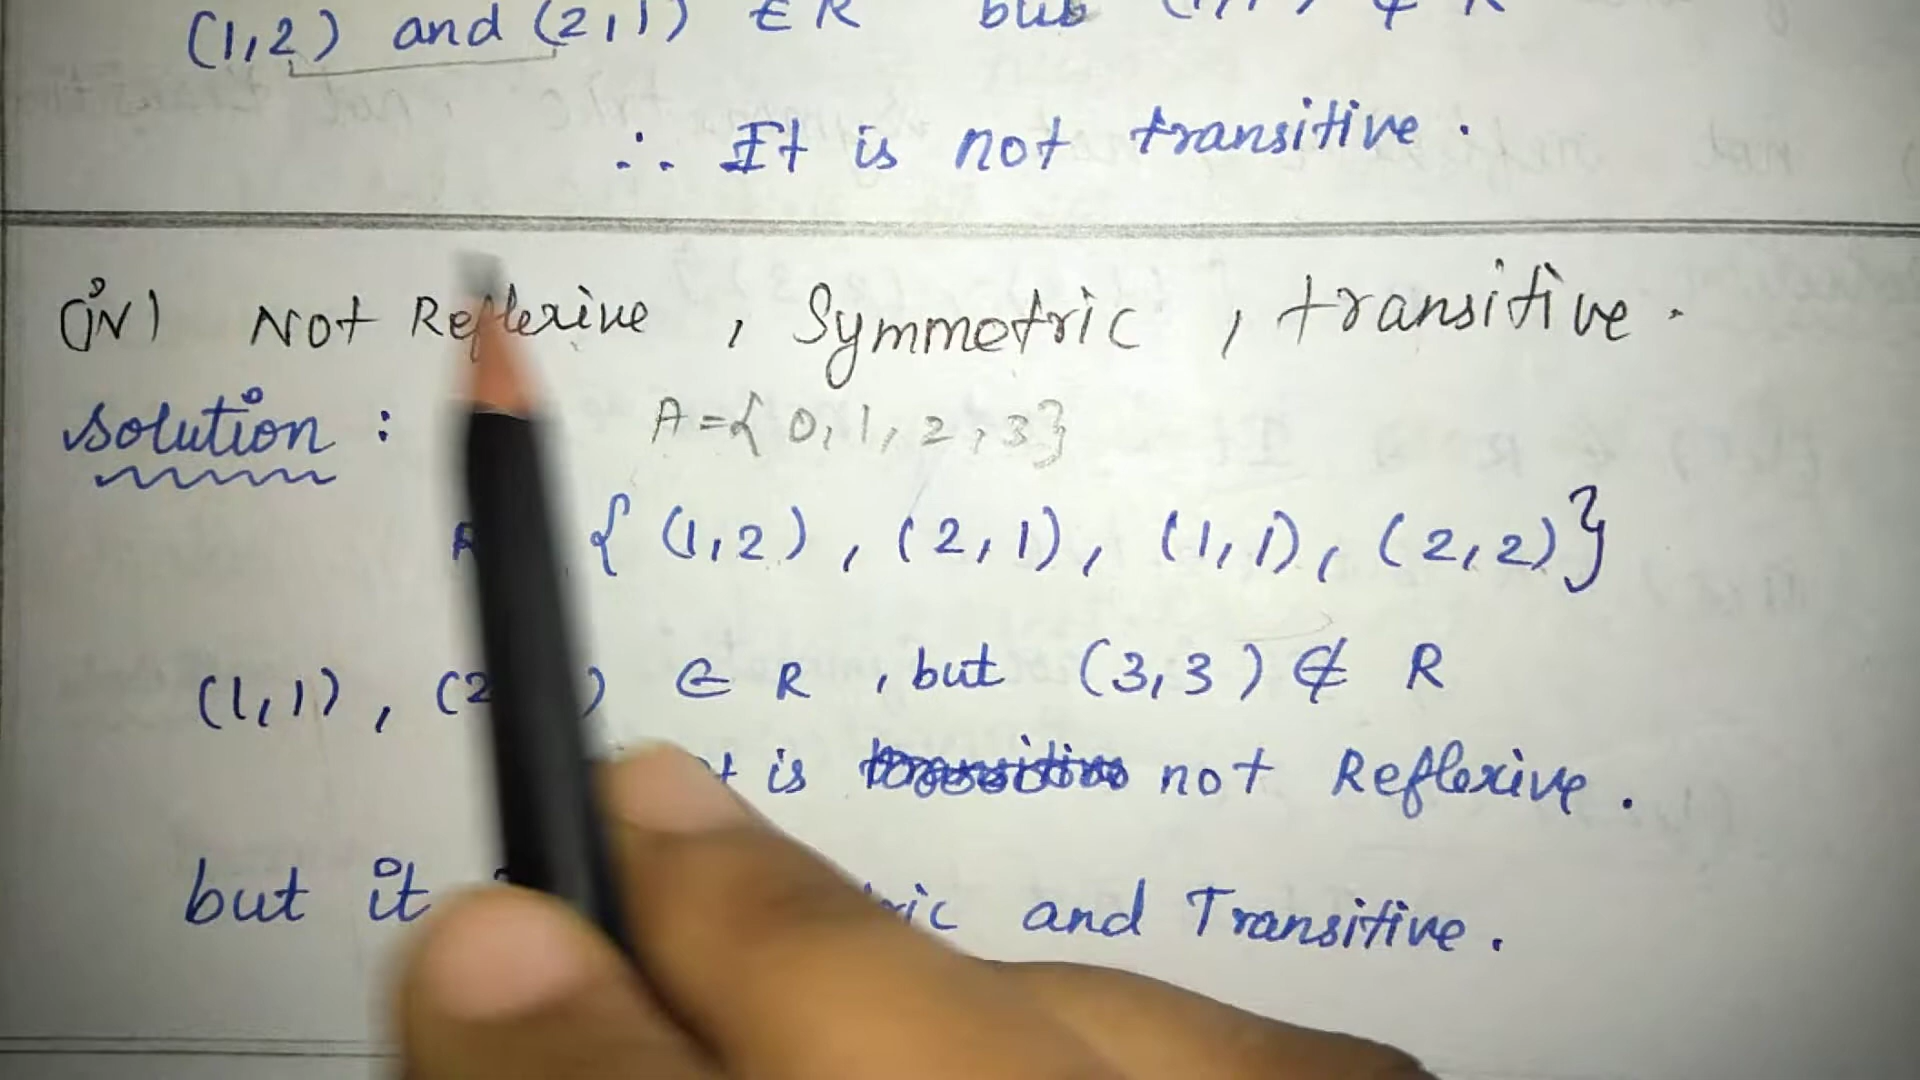 (1,2) and (2,1) ∈ R but ∉ R
∴ It is not transitive.
(iv) Not Reflexive, Symmetric, transitive.
Solution : A={0,1,2,3}
{(1,2), (2,1), (1,1), (2,2)}
(1,1), (2 ) ∈ R, but (3,3) ∉ R
is not Reflexive.
but it and Transitive.